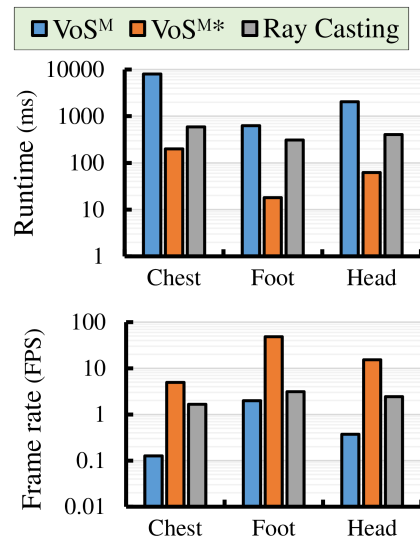 VoSᴹ VoSᴹ* Ray Casting
Runtime (ms)
10000
1000
100
10
1
Chest Foot Head
Frame rate (FPS)
100
10
1
0.1
0.01
Chest Foot Head